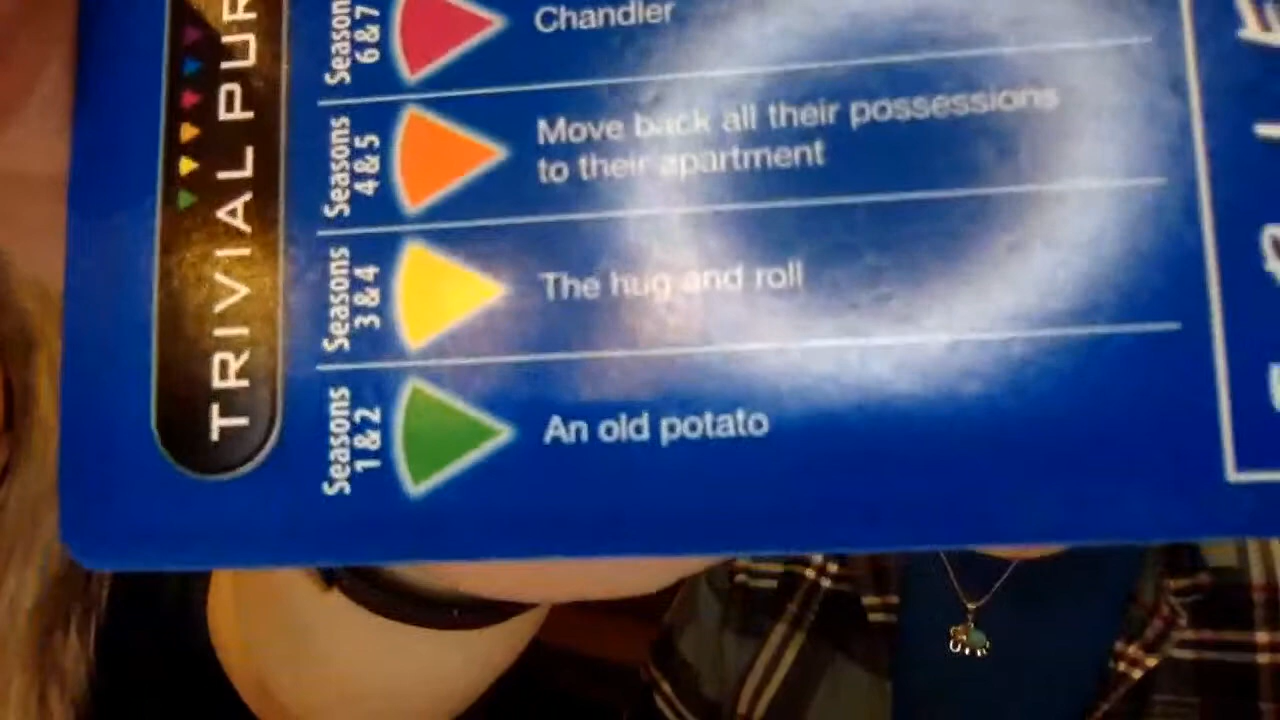 TRIVIAL PUR
Seasons
6 & 7
Chandler
Seasons
4 & 5
Move back all their possessions
to their apartment
Seasons
3 & 4
The hug and roll
Seasons
1 & 2
An old potato